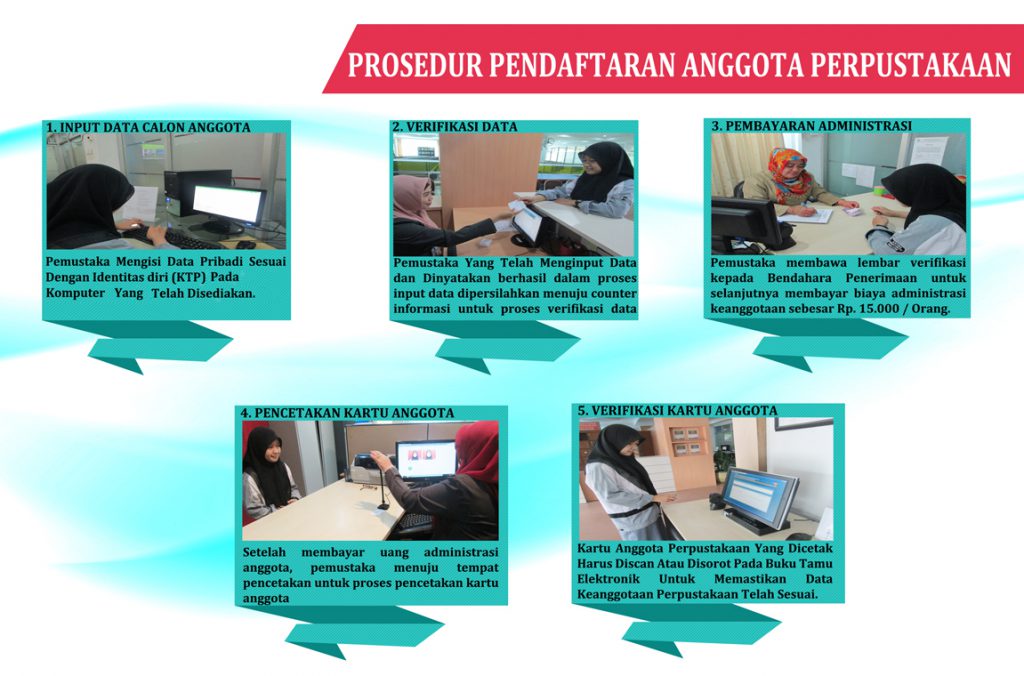 PROSEDUR PENDAFTARAN ANGGOTA PERPUSTAKAAN
1. INPUT DATA CALON ANGGOTA
Pemustaka Mengisi Data Pribadi Sesuai
Dengan Identitas diri (KTP) Pada
Komputer Yang Telah Disediakan.
2. VERIFIKASI DATA
Pemustaka Yang Telah Menginput Data
dan Dinyatakan berhasil dalam proses
input data dipersilahkan menuju counter
informasi untuk proses verifikasi data
3. PEMBAYARAN ADMINISTRASI
Pemustaka membawa lembar verifikasi
kepada Bendahara Penerimaan untuk
selanjutnya membayar biaya administrasi
keanggotaan sebesar Rp. 15.000 / Orang.
4. PENCETAKAN KARTU ANGGOTA
Setelah membayar uang administrasi
anggota, pemustaka menuju tempat
pencetakan untuk proses pencetakan kartu
anggota
5. VERIFIKASI KARTU ANGGOTA
Kartu Anggota Perpustakaan Yang Dicetak
Harus Discan Atau Disorot Pada Buku Tamu
Elektronik Untuk Memastikan Data
Keanggotaan Perpustakaan Telah Sesuai.